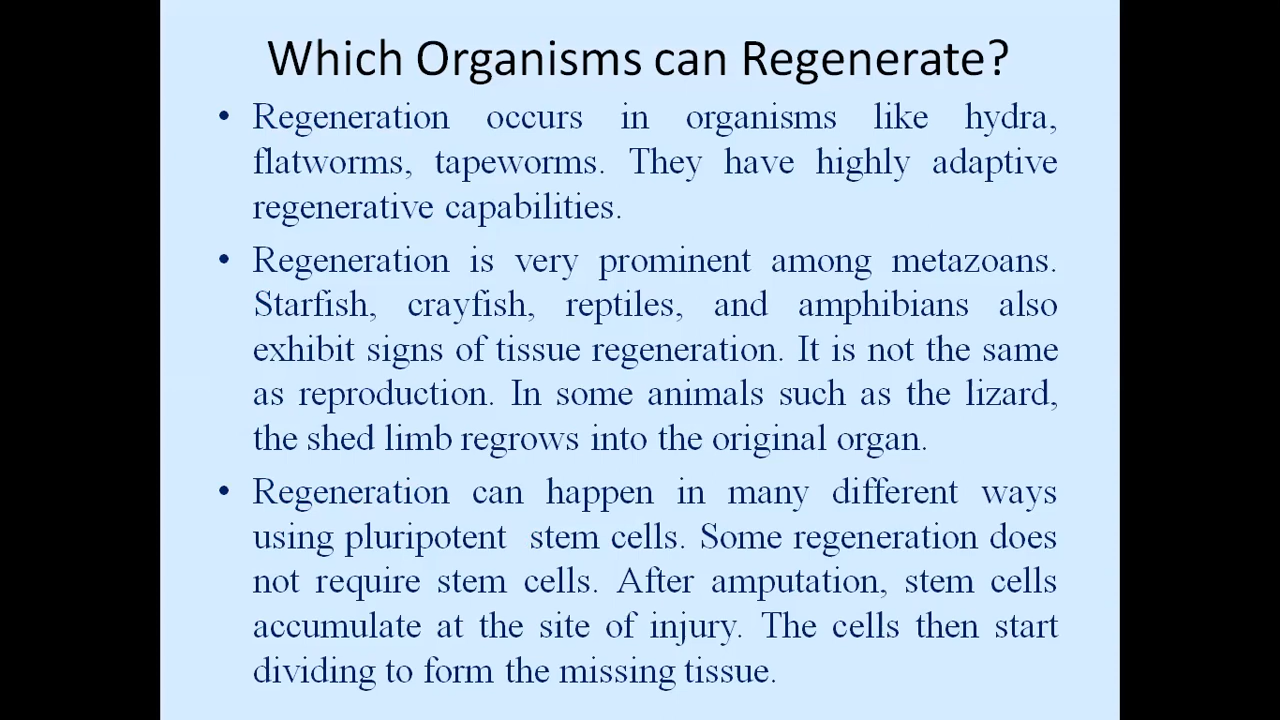 Which Organisms can Regenerate?
• Regeneration occurs in organisms like hydra,
flatworms, tapeworms. They have highly adaptive
regenerative capabilities.
• Regeneration is very prominent among metazoans.
Starfish, crayfish, reptiles, and amphibians also
exhibit signs of tissue regeneration. It is not the same
as reproduction. In some animals such as the lizard,
the shed limb regrows into the original organ.
• Regeneration can happen in many different ways
using pluripotent  stem cells. Some regeneration does
not require stem cells. After amputation, stem cells
accumulate at the site of injury. The cells then start
dividing to form the missing tissue.